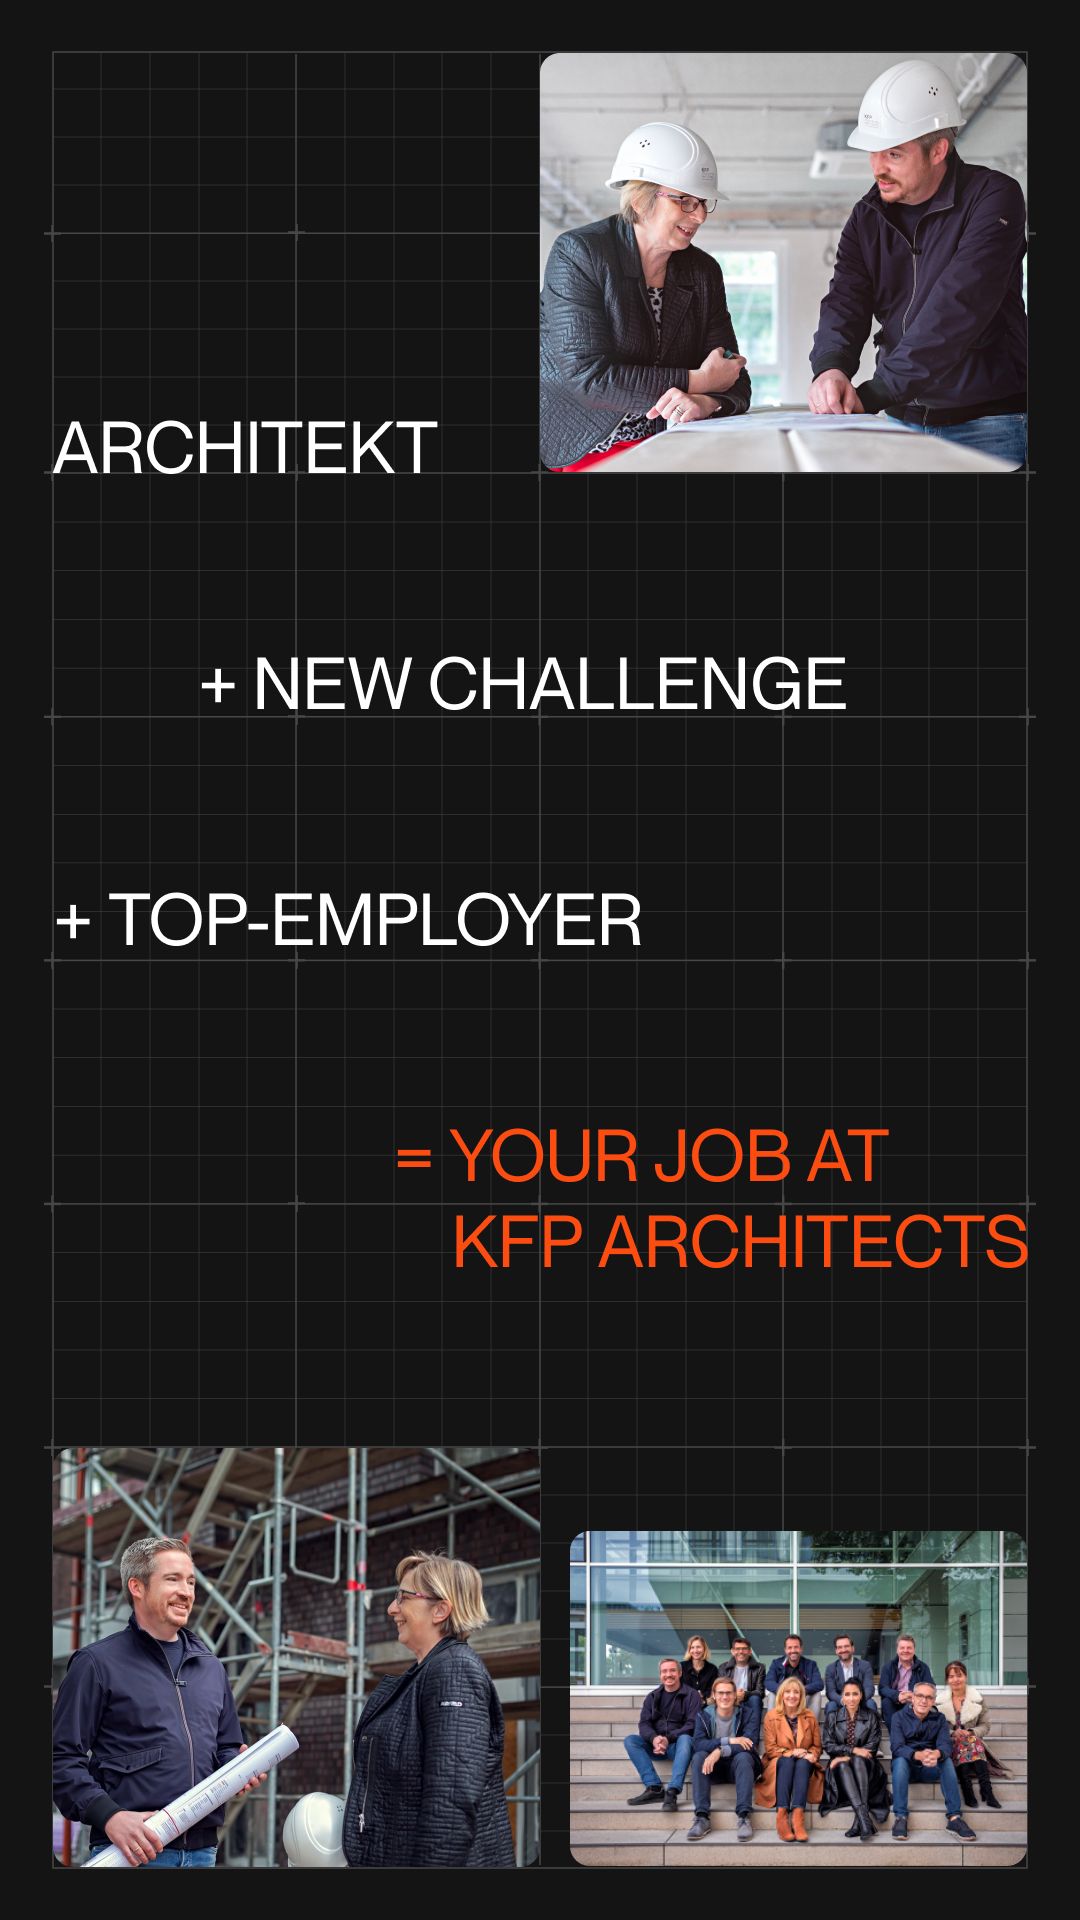 ARCHITEKT
+ NEW CHALLENGE
+ TOP-EMPLOYER
= YOUR JOB AT
KFP ARCHITECTS